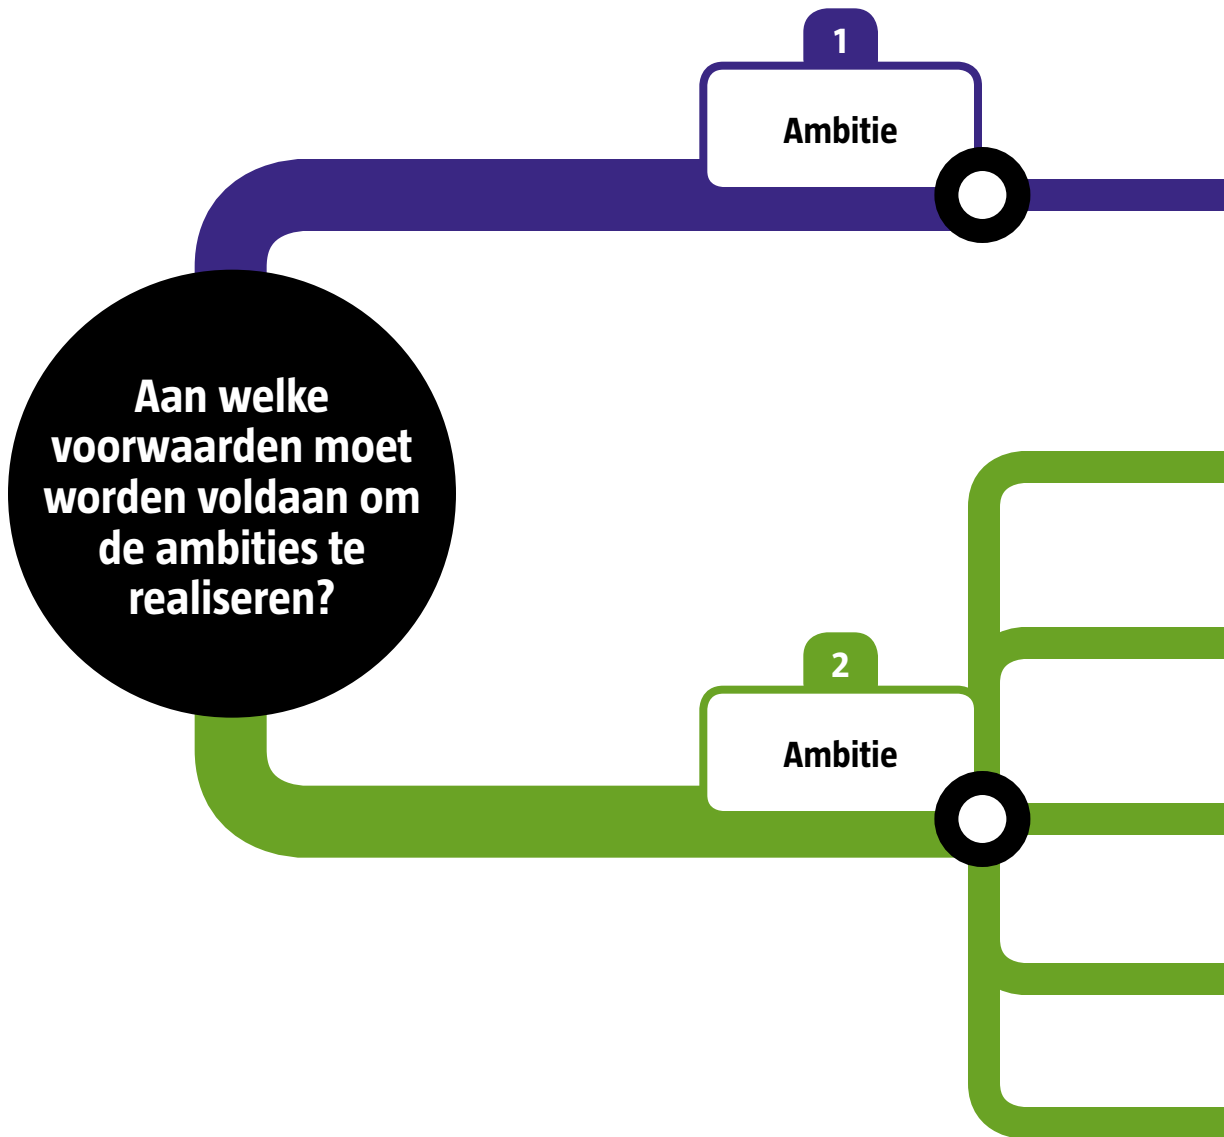 1
Ambitie
Aan welke
voorwaarden moet
worden voldaan om
de ambities te
realiseren?
2
Ambitie